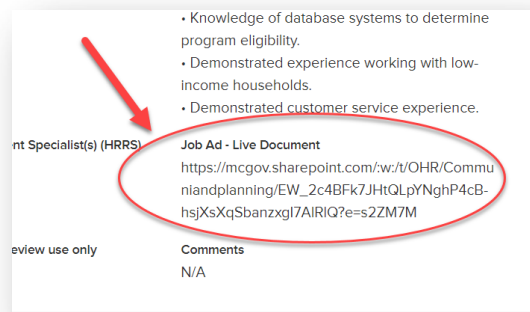 • Knowledge of database systems to determine
program eligibility.
• Demonstrated experience working with low-
income households.
• Demonstrated customer service experience.
nt Specialist(s) (HRRS)
Job Ad - Live Document
https://mcgov.sharepoint.com/:w:/t/OHR/Commu
niandplanning/EW_2c4BFk7JHtQLpYNghP4cB-
hsjXsXqSbanzxgI7AlRlQ?e=s2ZM7M
eview use only
Comments
N/A